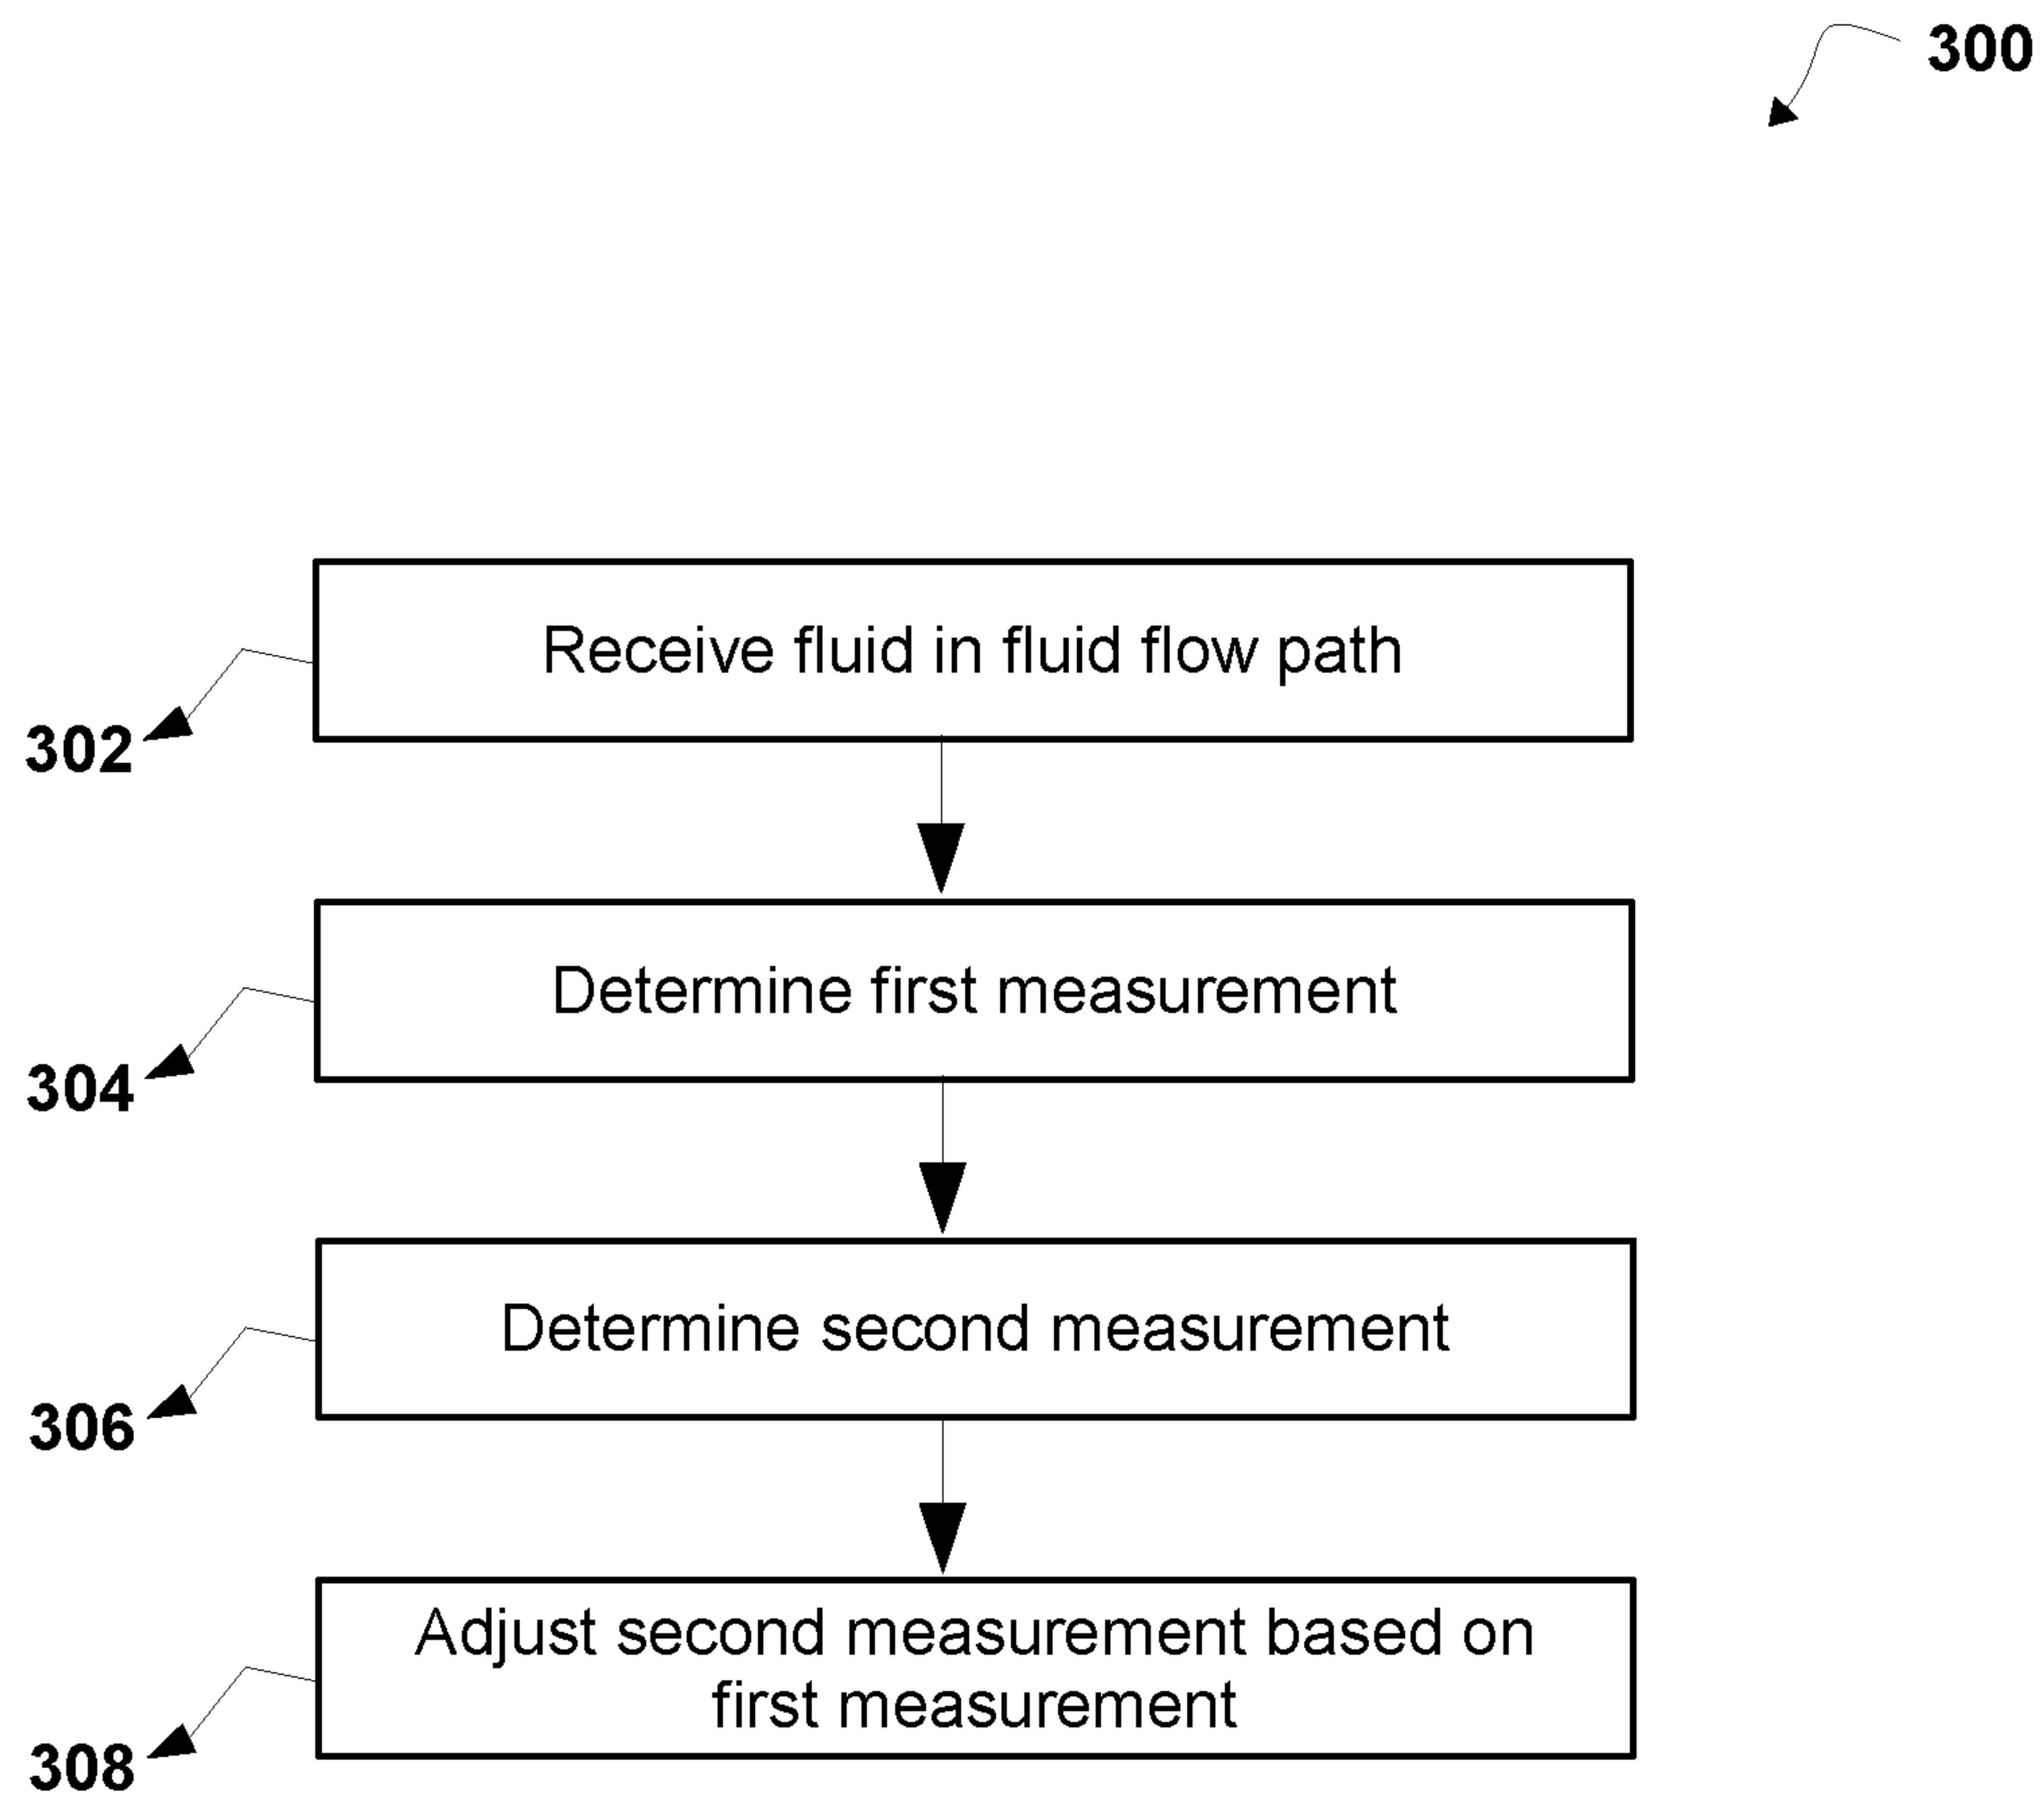 300
Receive fluid in fluid flow path
302
Determine first measurement
304
Determine second measurement
306
Adjust second measurement based on
first measurement
308